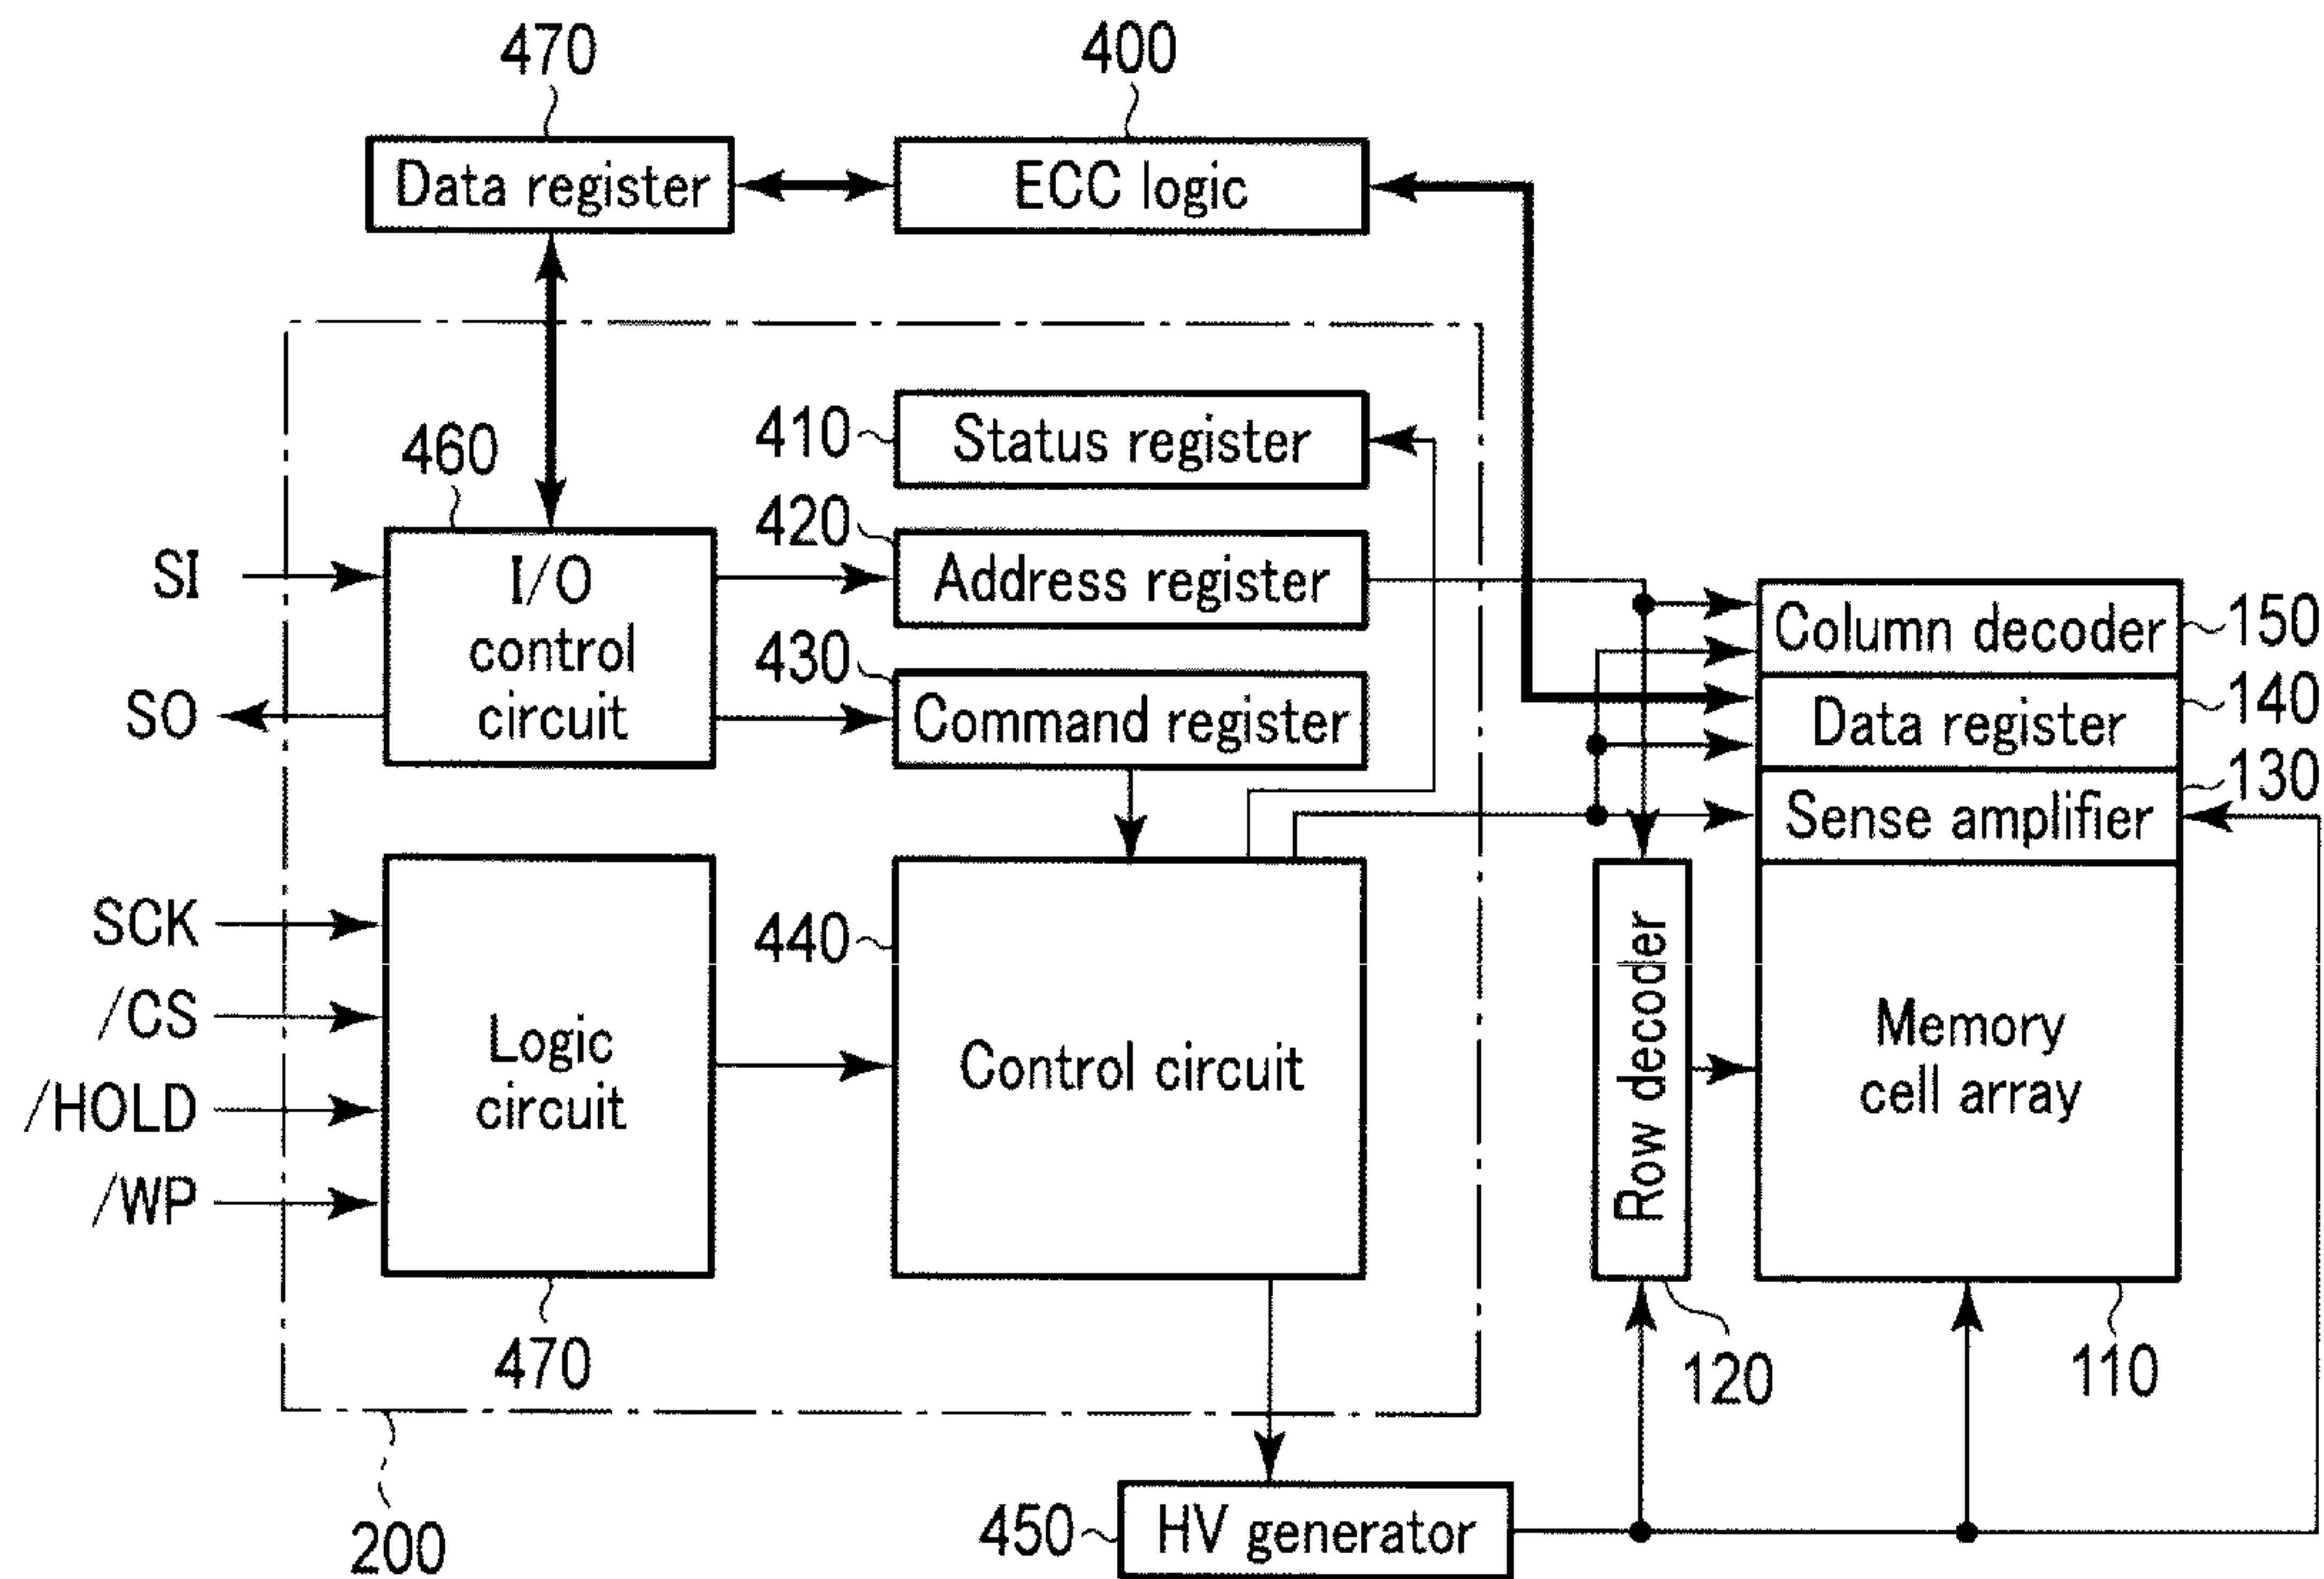 470
400
Data register
ECC logic
410
Status register
460
420
SI
I/O
control
circuit
Address register
Column decoder
150
430
SO
Command register
Data register
140
130
Sense amplifier
SCK
/CS
/HOLD
/WP
Logic
circuit
440
Control circuit
Row decoder
Memory
cell array
470
120
110
200
450
HV generator